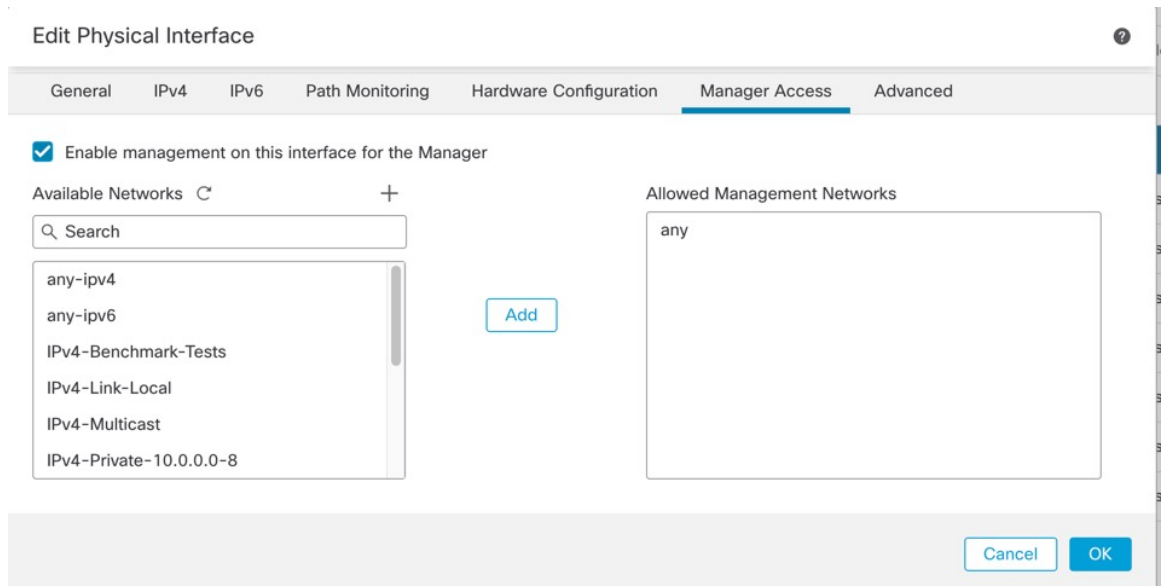 Edit Physical Interface
General IPv4 IPv6 Path Monitoring Hardware Configuration Manager Access Advanced
Enable management on this interface for the Manager
Available Networks
Search
any-ipv4
any-ipv6
IPv4-Benchmark-Tests
IPv4-Link-Local
IPv4-Multicast
IPv4-Private-10.0.0.0-8
Add
Allowed Management Networks
any
Cancel OK